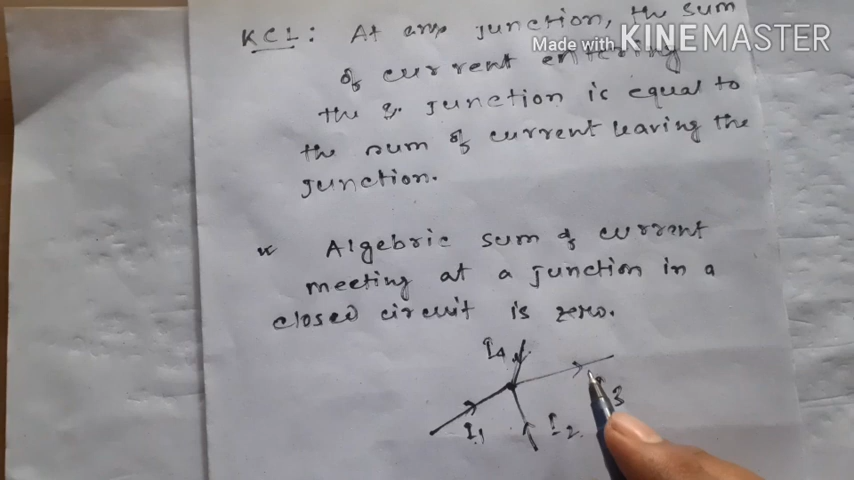 Made with KINEMASTER
KCL: At any junction, the sum
of current entering
the junction is equal to
the sum of current leaving the
junction.
Algebric sum of current
meeting at a junction in a
closed circuit is zero.
I4
3
I1
I2